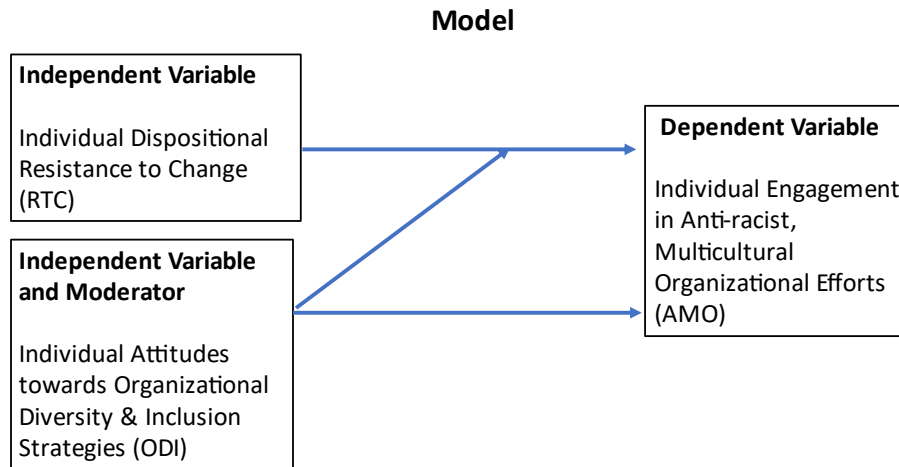 Model
Independent Variable
Individual Dispositional
Resistance to Change
(RTC)
Independent Variable
and Moderator
Individual Attitudes
towards Organizational
Diversity & Inclusion
Strategies (ODI)
Dependent Variable
Individual Engagement
in Anti-racist,
Multicultural
Organizational Efforts
(AMO)